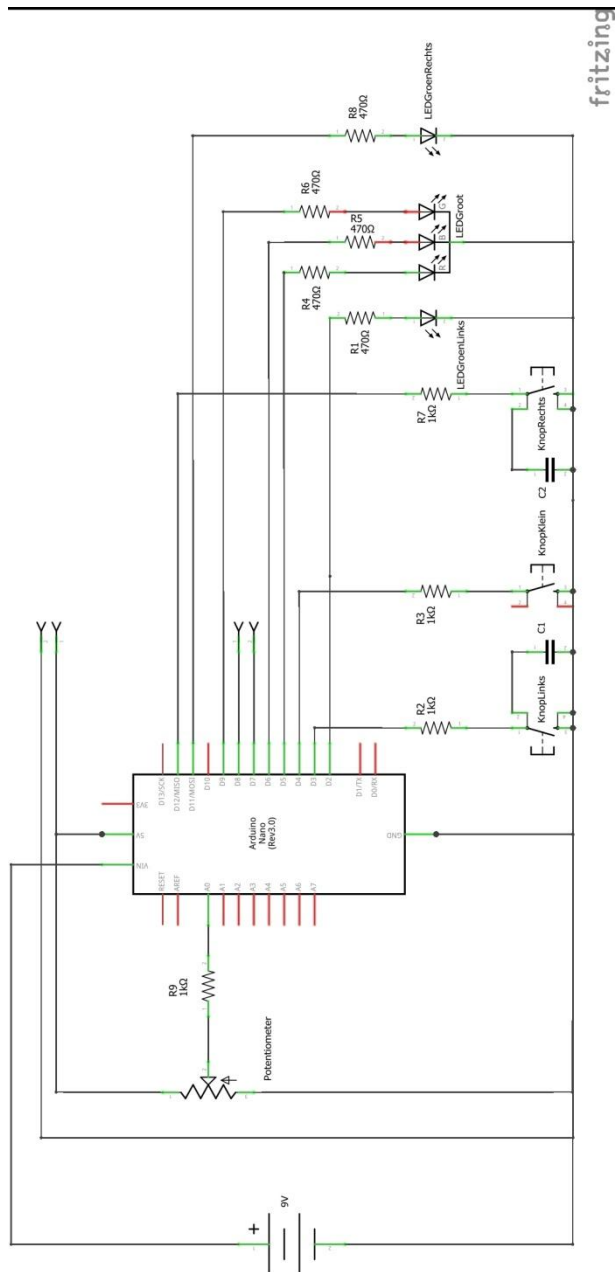 fritzing
R8
470Ω
LEDGroenRechts
R6
470Ω
R5
470Ω
R4
470Ω
G
B
R
LEDGroot
R1
470Ω
LEDGroenLinks
R7
1kΩ
KnopRechts
C2
KnopKlein
R3
1kΩ
C1
R2
1kΩ
KnopLinks
D13/SCK
D12/MISO
D11/MOSI
D10
D9
D8
D7
D6
D5
D4
D3
D2
D1/TX
D0/RX
3V3
5V
VIN
Arduino
Nano
(Rev3.0)
GND
RESET
AREF
A0
A1
A2
A3
A4
A5
A6
A7
R9
1kΩ
Potentiometer
9V
+